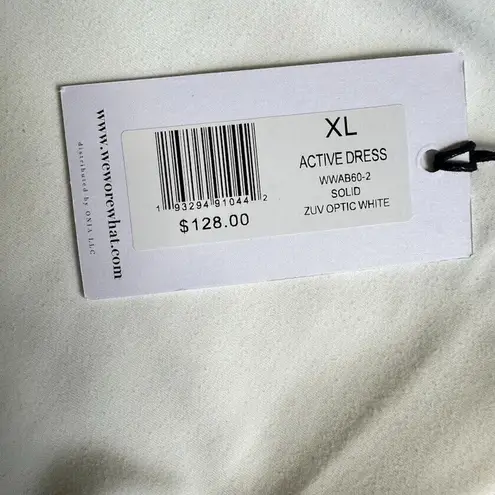 www.weworewhat.com
distributed by ONIA LLC
XL
ACTIVE DRESS
WWAB60-2
SOLID
ZUV OPTIC WHITE
1 93294 91044 2
$128.00